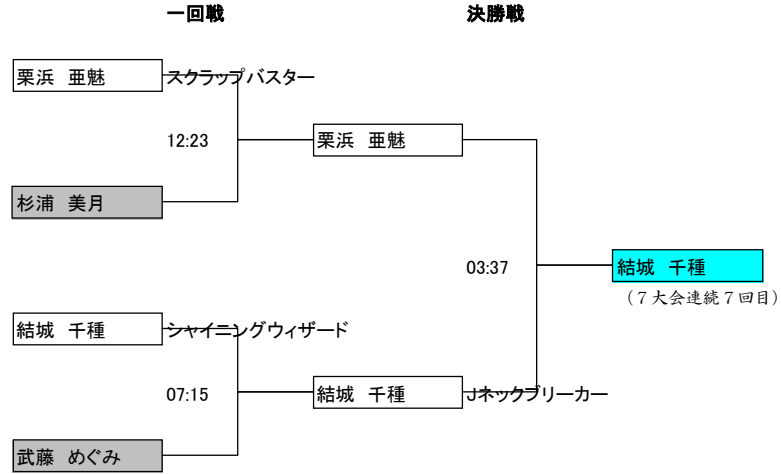 一回戦 決勝戦
栗浜 亜魅 スクラップバスター
12:23
栗浜 亜魅
杉浦 美月
03:37
結城 千種
(7大会連続7回目)
結城 千種 シャイニングウィザード
07:15
結城 千種 Jネックブリーカー
武藤 めぐみ